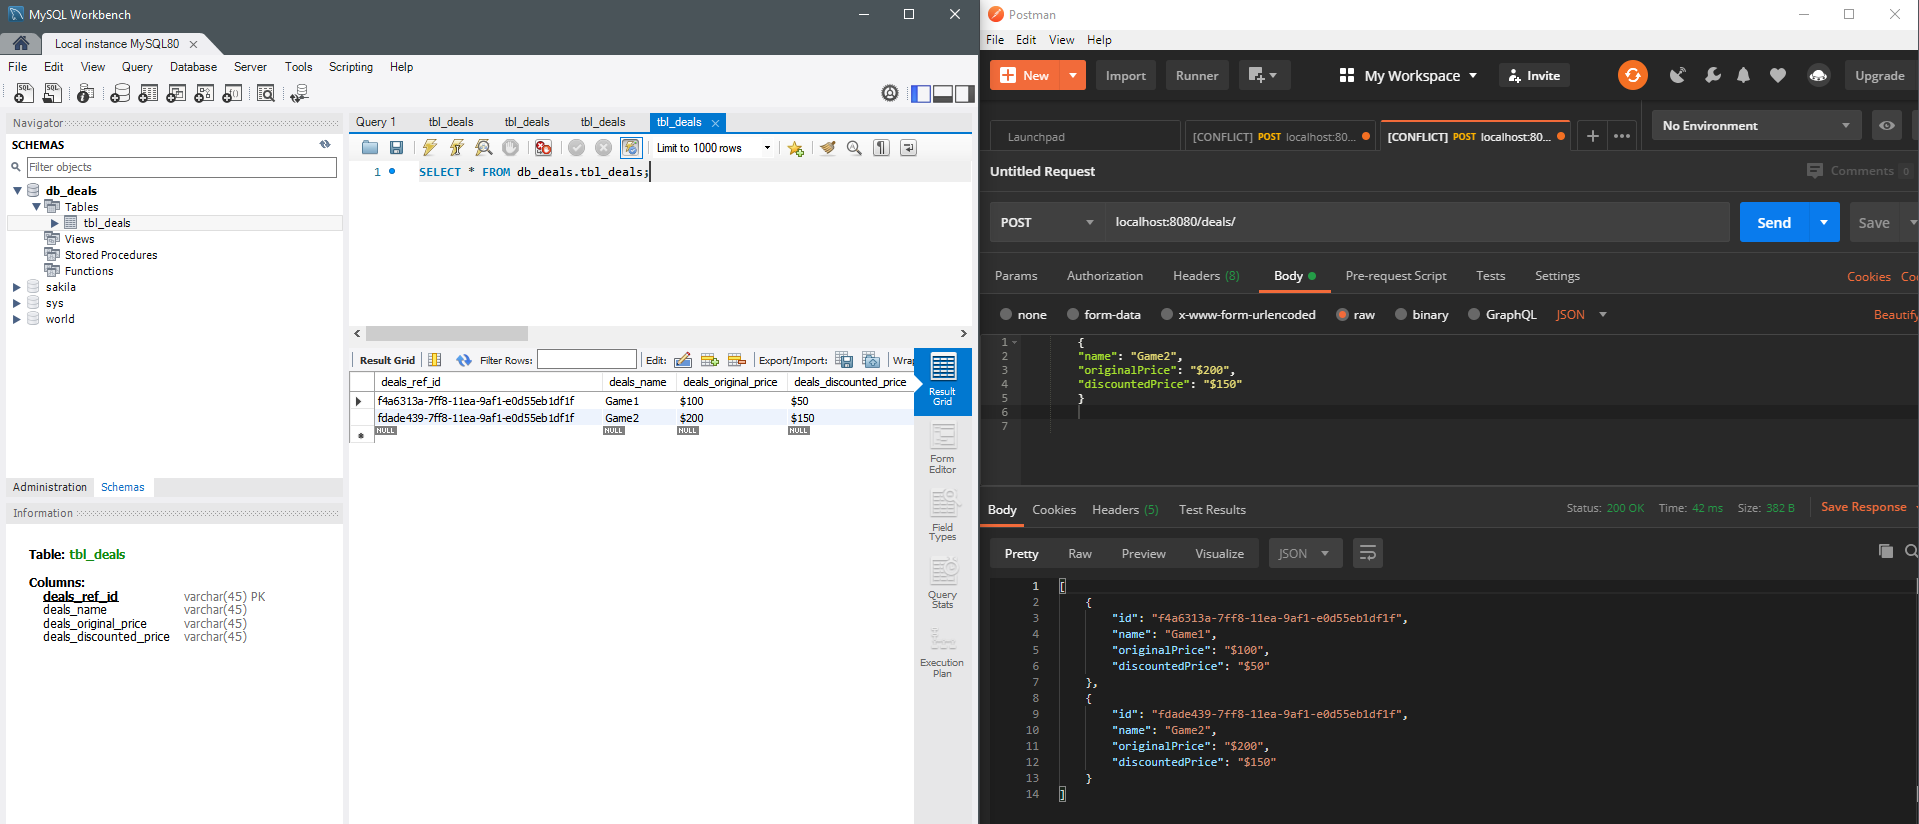 MySQL Workbench
Local instance MySQL80
File Edit View Query Database Server Tools Scripting Help
Navigator
SCHEMAS
Filter objects
db_deals
Tables
tbl_deals
Views
Stored Procedures
Functions
sakila
sys
world
Administration Schemas
Information
Table: tbl_deals
Columns:
deals_ref_id varchar(45) PK
deals_name varchar(45)
deals_original_price varchar(45)
deals_discounted_price varchar(45)
Query 1 tbl_deals tbl_deals tbl_deals tbl_deals
Limit to 1000 rows
1 SELECT * FROM db_deals.tbl_deals;
Result Grid Filter Rows: Edit: Export/Import: Wrap
deals_ref_id deals_name deals_original_price deals_discounted_price
f4a6313a-7ff8-11ea-9af1-e0d55eb1df1f Game1 $100 $50
fdade439-7ff8-11ea-9af1-e0d55eb1df1f Game2 $200 $150
NULL NULL NULL NULL
Result
Grid
Form
Editor
Field
Types
Query
Stats
Execution
Plan
Postman
File Edit View Help
New Import Runner My Workspace Invite Upgrade
Launchpad [CONFLICT] POST localhost:80... [CONFLICT] POST localhost:80... No Environment
Untitled Request Comments 0
POST localhost:8080/deals/ Send Save
Params Authorization Headers (8) Body Pre-request Script Tests Settings Cookies Co
none form-data x-www-form-urlencoded raw binary GraphQL JSON Beautify
1 {
2 "name": "Game2",
3 "originalPrice": "$200",
4 "discountedPrice": "$150"
5 }
6
7
Body Cookies Headers (5) Test Results Status: 200 OK Time: 42 ms Size: 382 B Save Response
Pretty Raw Preview Visualize JSON
1 [
2 {
3 "id": "f4a6313a-7ff8-11ea-9af1-e0d55eb1df1f",
4 "name": "Game1",
5 "originalPrice": "$100",
6 "discountedPrice": "$50"
7 },
8 {
9 "id": "fdade439-7ff8-11ea-9af1-e0d55eb1df1f",
10 "name": "Game2",
11 "originalPrice": "$200",
12 "discountedPrice": "$150"
13 }
14 ]